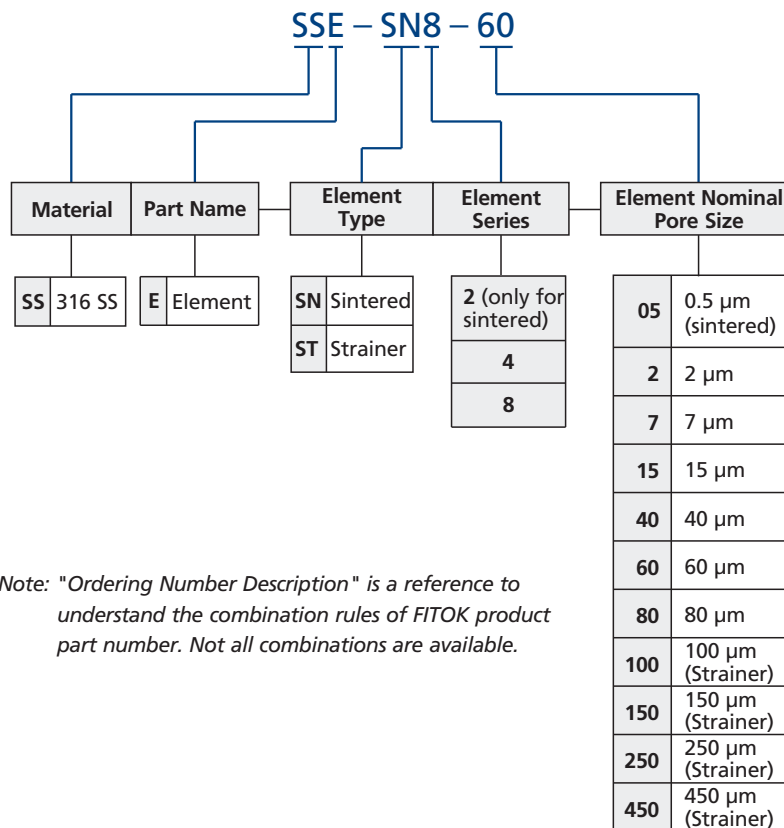 SSE – SN8 – 60
Material
Part Name
Element
Type
Element
Series
Element Nominal
Pore Size
SS 316 SS
E Element
SN Sintered
ST Strainer
2 (only for
sintered)
4
8
05 0.5 µm
(sintered)
2 2 µm
7 7 µm
15 15 µm
40 40 µm
60 60 µm
80 80 µm
100 100 µm
(Strainer)
150 150 µm
(Strainer)
250 250 µm
(Strainer)
450 450 µm
(Strainer)
Note: "Ordering Number Description" is a reference to
understand the combination rules of FITOK product
part number. Not all combinations are available.